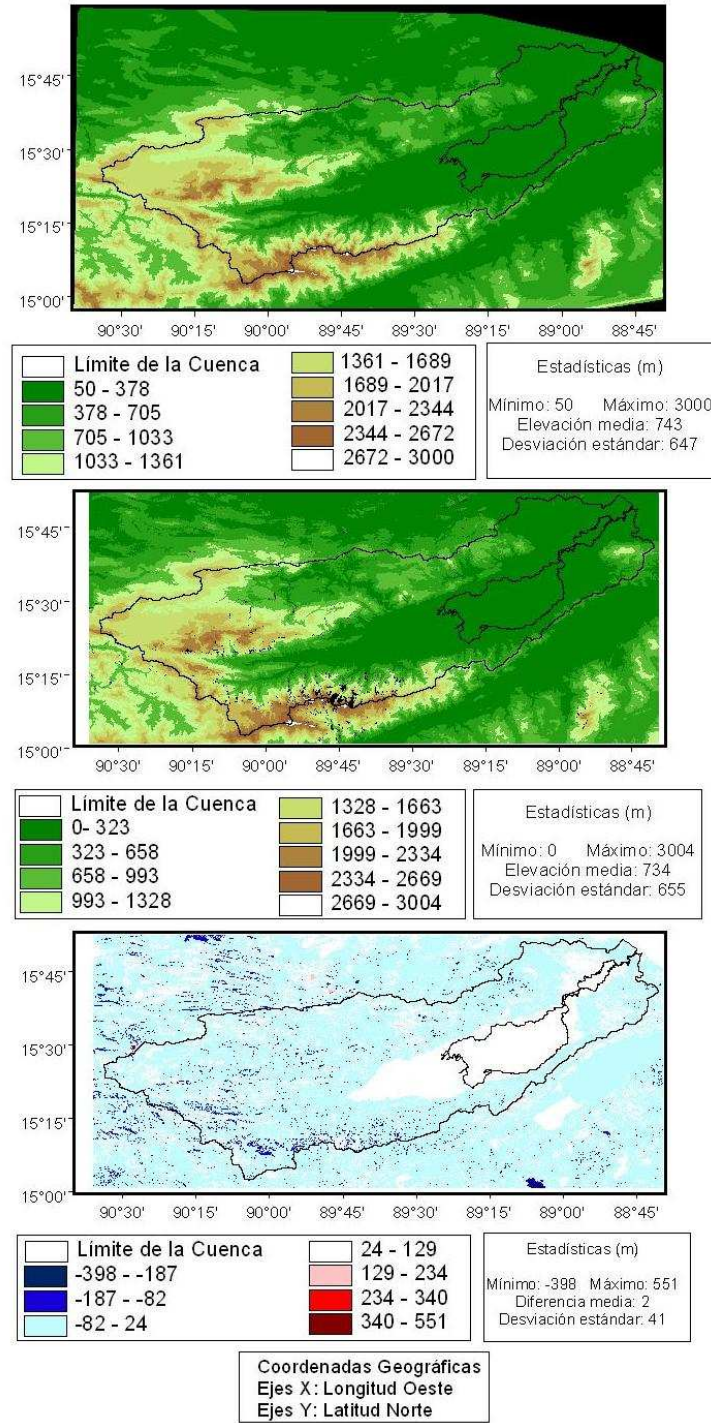 15°45'
15°30'
15°15'
15°00'
90°30' 90°15' 90°00' 89°45' 89°30' 89°15' 89°00' 88°45'
Límite de la Cuenca
50 - 378
378 - 705
705 - 1033
1033 - 1361
1361 - 1689
1689 - 2017
2017 - 2344
2344 - 2672
2672 - 3000
Estadísticas (m)
Mínimo: 50 Máximo: 3000
Elevación media: 743
Desviación estándar: 647
15°45'
15°30'
15°15'
15°00'
90°30' 90°15' 90°00' 89°45' 89°30' 89°15' 89°00' 88°45'
Límite de la Cuenca
0- 323
323 - 658
658 - 993
993 - 1328
1328 - 1663
1663 - 1999
1999 - 2334
2334 - 2669
2669 - 3004
Estadísticas (m)
Mínimo: 0 Máximo: 3004
Elevación media: 734
Desviación estándar: 655
15°45'
15°30'
15°15'
15°00'
90°30' 90°15' 90°00' 89°45' 89°30' 89°15' 89°00' 88°45'
Límite de la Cuenca
-398 - -187
-187 - -82
-82 - 24
24 - 129
129 - 234
234 - 340
340 - 551
Estadísticas (m)
Mínimo: -398 Máximo: 551
Diferencia media: 2
Desviación estándar: 41
Coordenadas Geográficas
Ejes X: Longitud Oeste
Ejes Y: Latitud Norte